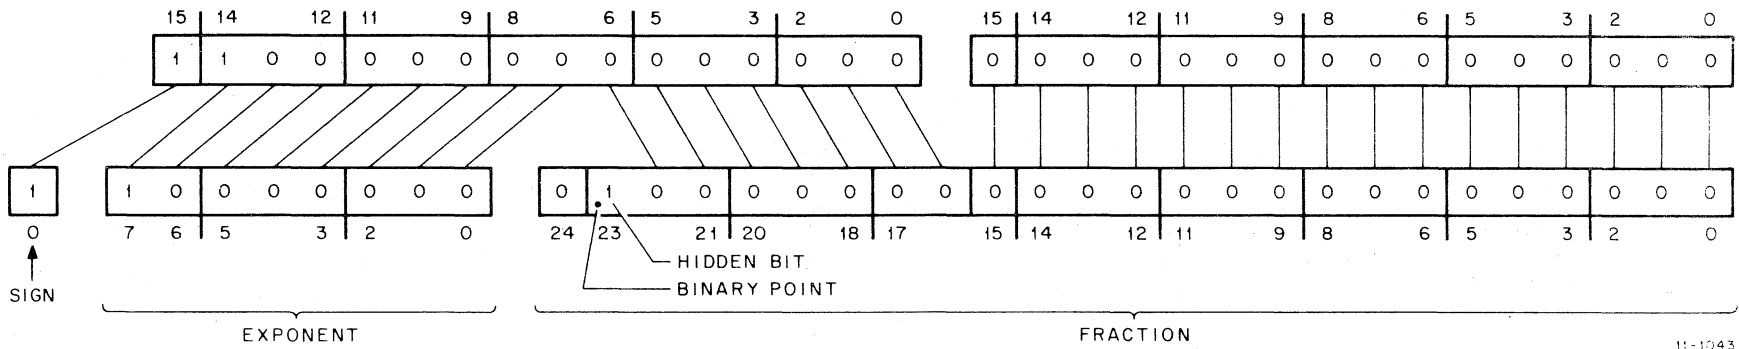 15 14 12 11 9 8 6 5 3 2 0 15 14 12 11 9 8 6 5 3 2 0
1 1 0 0 0 0 0 0 0 0 0 0 0 0 0 0 0 0 0 0 0 0 0 0 0 0 0 0 0 0 0 0
1 1 0 0 0 0 0 0 0 0 1 0 0 0 0 0 0 0 0 0 0 0 0 0 0 0 0 0 0 0 0 0 0 0
0 7 6 5 3 2 0 24 23 21 20 18 17 15 14 12 11 9 8 6 5 3 2 0
HIDDEN BIT
BINARY POINT
SIGN
EXPONENT FRACTION
11-1043